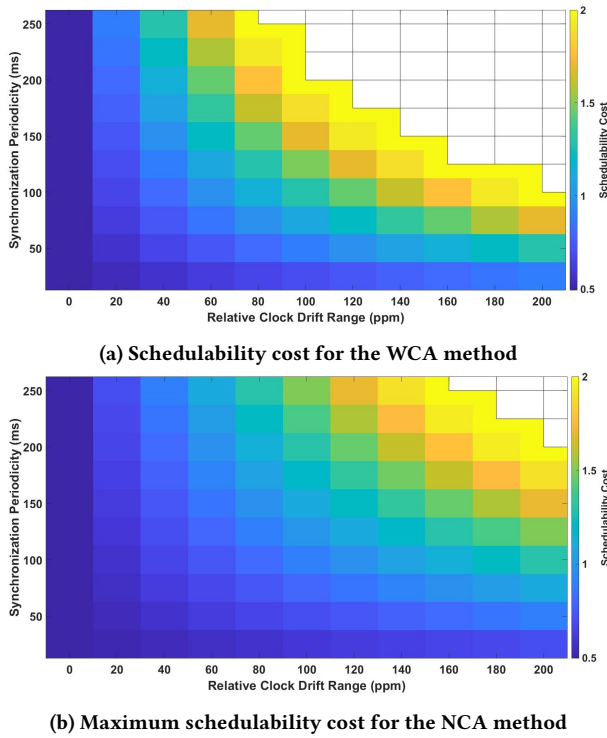 Synchronization Periodicity (ms)
250
200
150
100
50
0 20 40 60 80 100 120 140 160 180 200
Relative Clock Drift Range (ppm)
2
1.5
1
0.5
Schedulability Cost
(a) Schedulability cost for the WCA method
Synchronization Periodicity (ms)
250
200
150
100
50
0 20 40 60 80 100 120 140 160 180 200
Relative Clock Drift Range (ppm)
2
1.5
1
0.5
Schedulability Cost
(b) Maximum schedulability cost for the NCA method